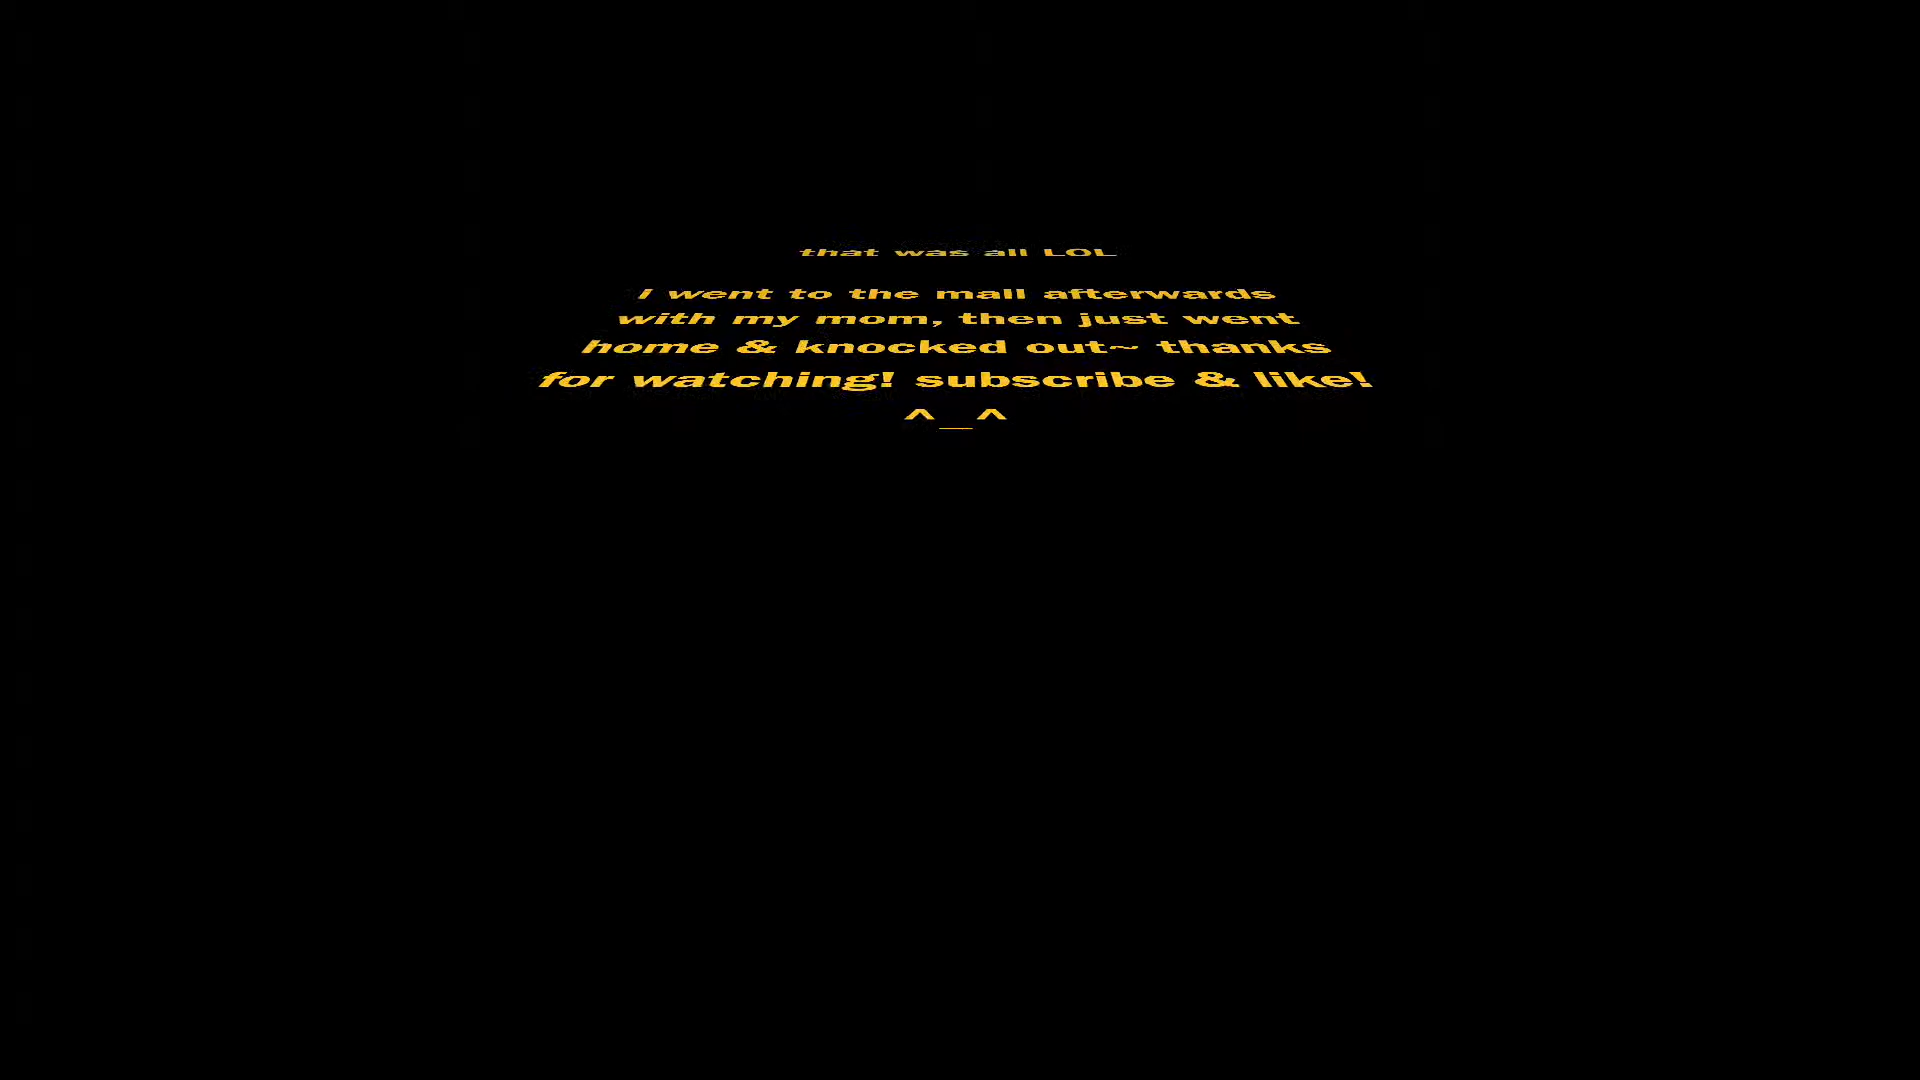 that was all LOL
I went to the mall afterwards
with my mom, then just went
home & knocked out~ thanks
for watching! subscribe & like!
^_^